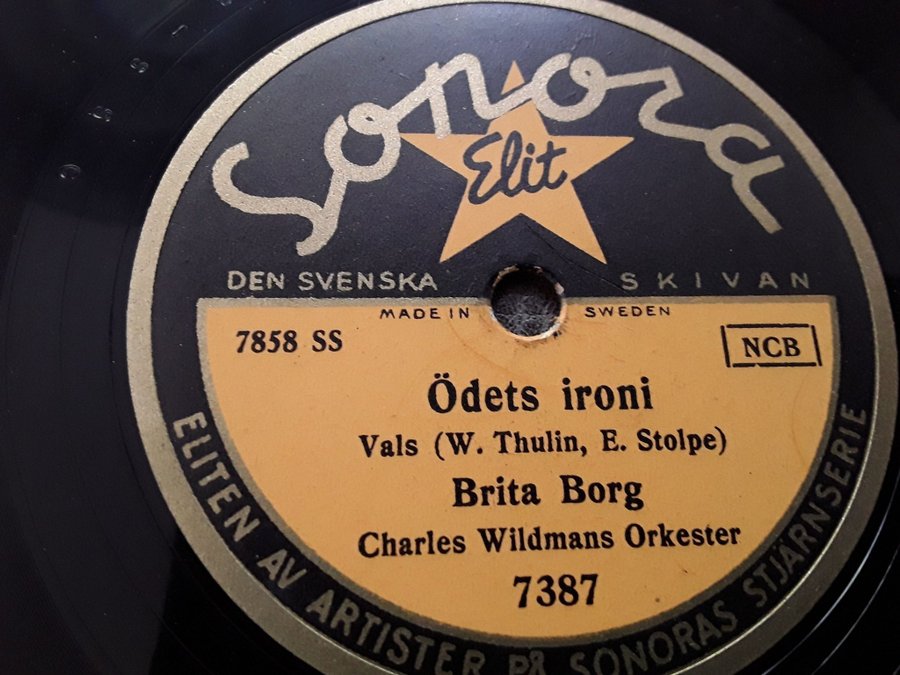 Sonora
Elit
DEN SVENSKA SKIVAN
MADE IN SWEDEN
7858 SS
NCB
Ödets ironi
Vals (W. Thulin, E. Stolpe)
Brita Borg
Charles Wildmans Orkester
7387
ELITEN AV ARTISTER PÅ SONORAS STJÄRNSERIE